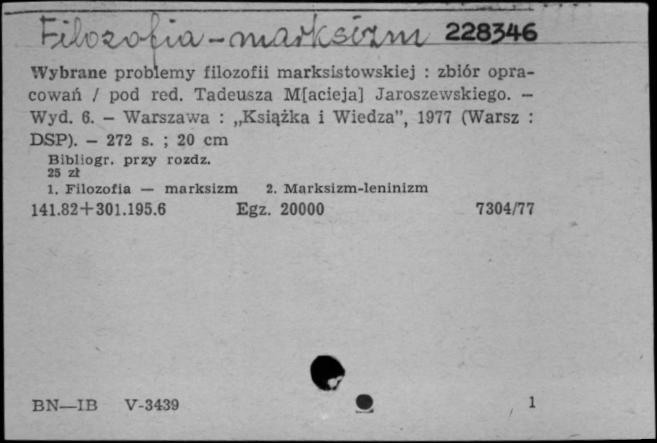 Filozofia - marksizm 228346
Wybrane problemy filozofii marksistowskiej : zbiór opra-
cowań / pod red. Tadeusza M[acieja] Jaroszewskiego. —
Wyd. 6. — Warszawa : „Książka i Wiedza”, 1977 (Warsz :
DSP). — 272 s. ; 20 cm
Bibliogr. przy rozdz.
25 zł
1. Filozofia — marksizm 2. Marksizm-leninizm
141.82+301.195.6 Egz. 20000 7304/77
BN—IB V-3439 1